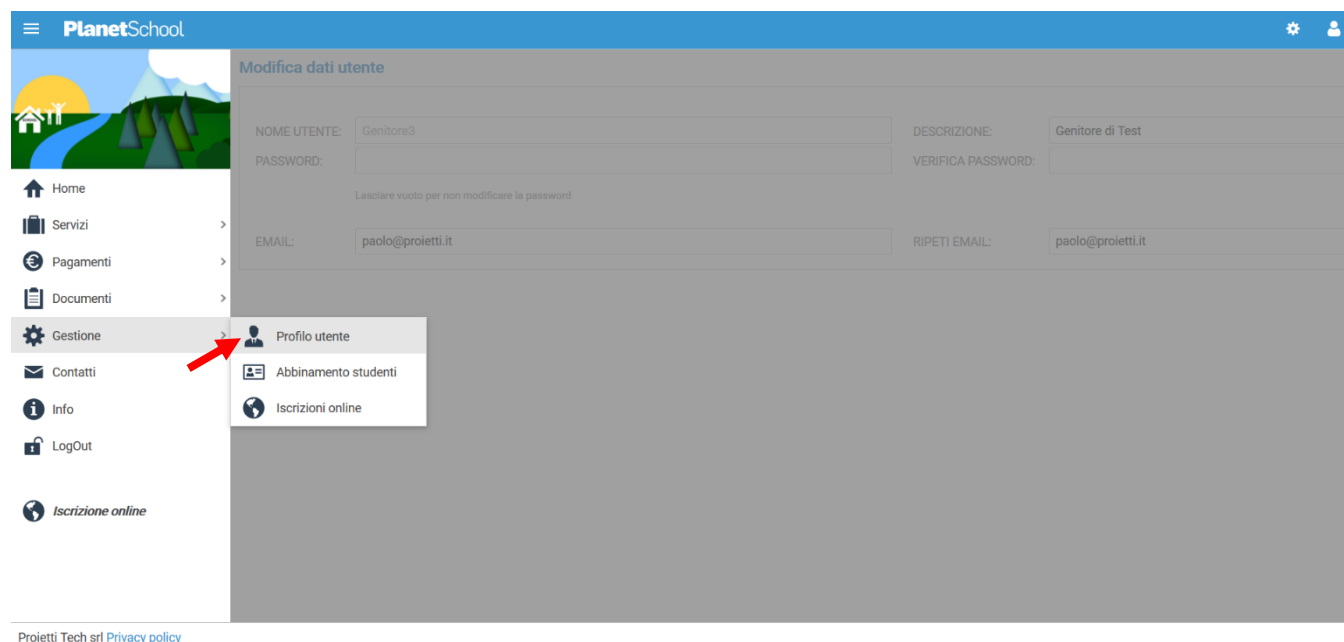 PlanetSchool
Modifica dati utente
NOME UTENTE: Genitore3 DESCRIZIONE: Genitore di Test
PASSWORD: VERIFICA PASSWORD:
Lasciare vuoto per non modificare la password
EMAIL: paolo@proietti.it RIPETI EMAIL: paolo@proietti.it
Home
Servizi
Pagamenti
Documenti
Gestione
Profilo utente
Abbinamento studenti
Iscrizioni online
Contatti
Info
LogOut
Iscrizione online
Proietti Tech srl Privacy policy